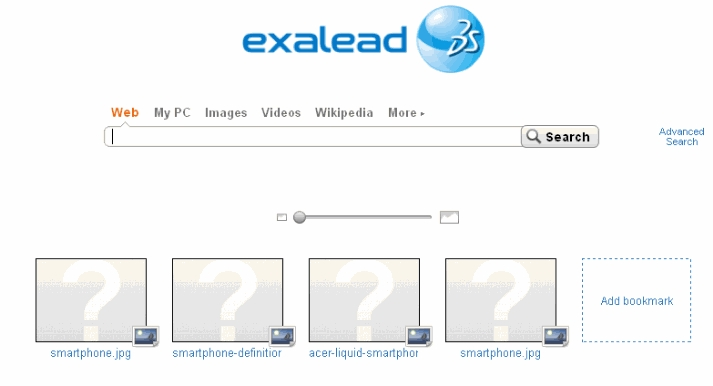 exalead
Web My PC Images Videos Wikipedia More
Search
Advanced
Search
Add bookmark
smartphone.jpg smartphone-definitior acer-liquid-smartphor smartphone.jpg